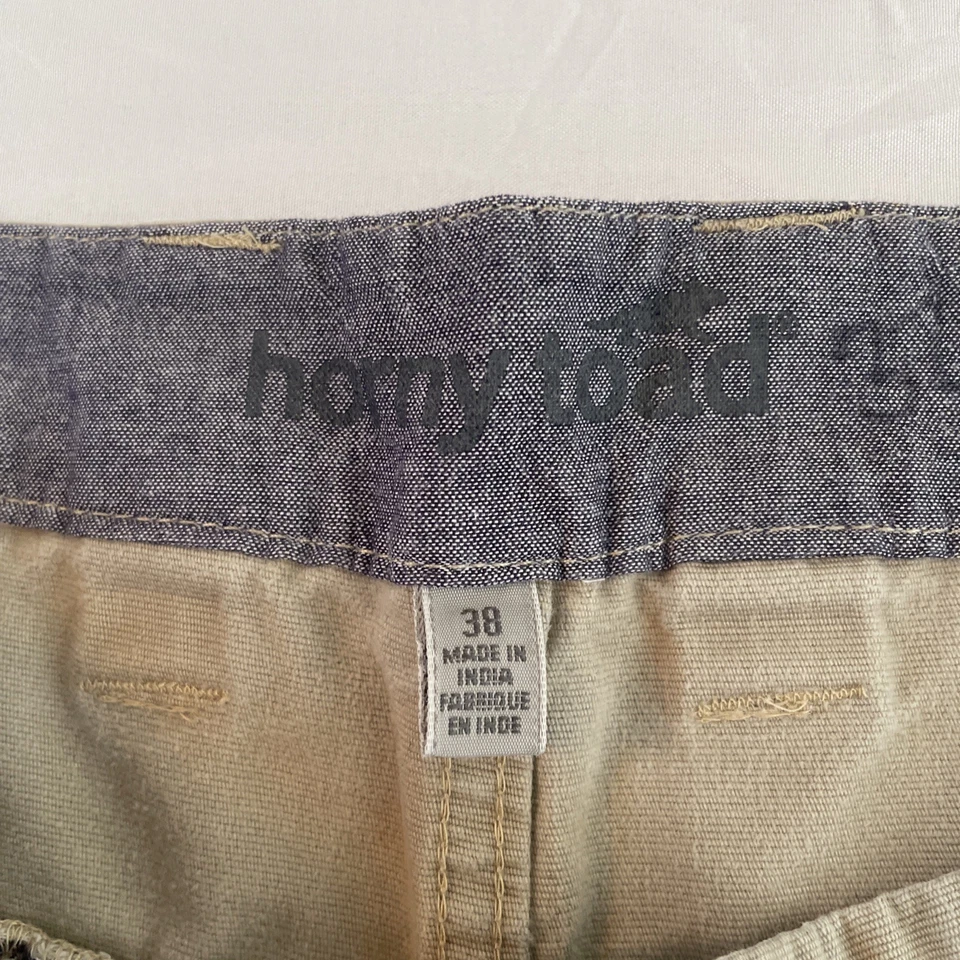 horny toad®
38
MADE IN
INDIA
FABRIQUE
EN INDE